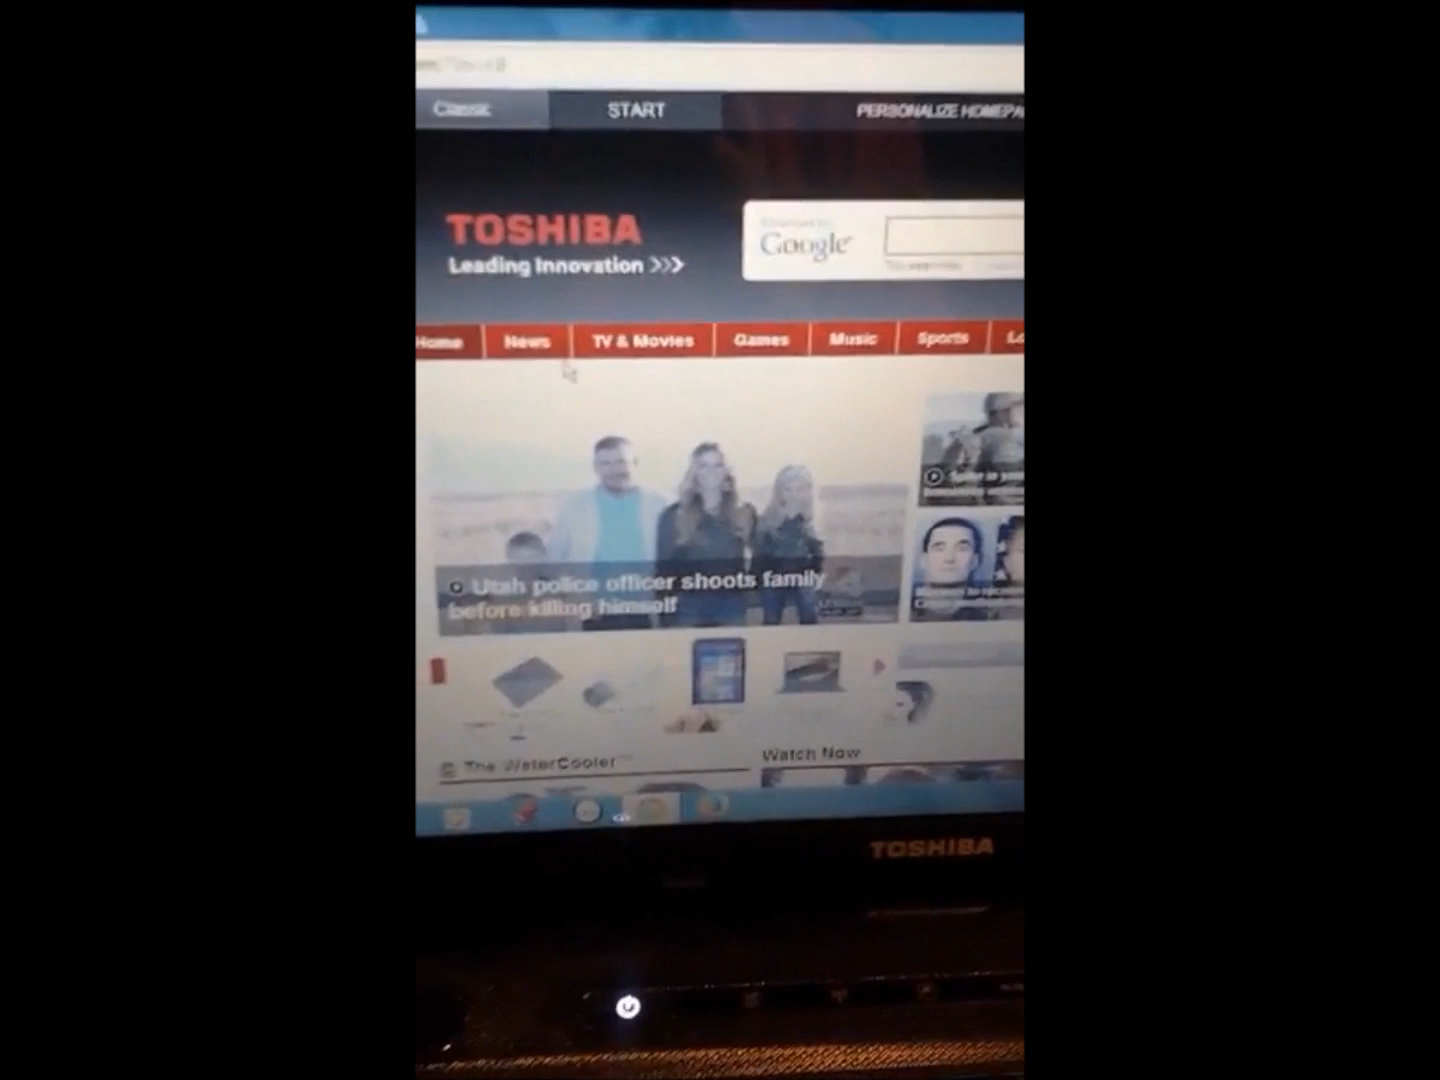 Classic
START
PERSONALIZE HOMEPA
TOSHIBA
Leading Innovation >>>
Google
Home
News
TV & Movies
Games
Music
Sports
Lo
Utah police officer shoots family
before killing himself
The WaterCooler
Watch Now
TOSHIBA